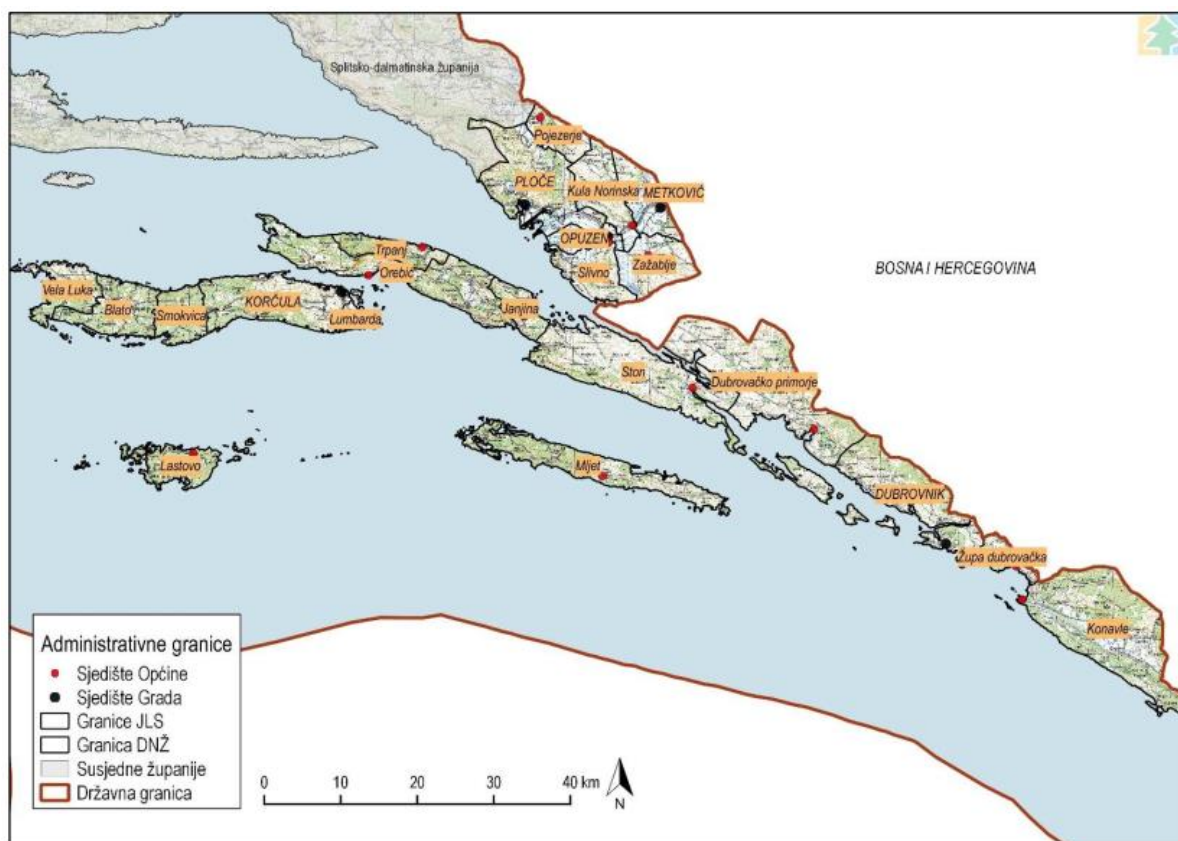 Splitsko-dalmatinska županija
Pojezerje
PLOČE
Kula Norinska
METKOVIĆ
OPUZEN
Slivno
Zažablje
BOSNA I HERCEGOVINA
Trpanj
Orebić
Vela Luka
Blato
Smokvica
KORČULA
Lumbarda
Janjina
Ston
Dubrovačko primorje
Lastovo
Mljet
DUBROVNIK
Župa dubrovačka
Konavle
Administrativne granice
Sjedište Općine
Sjedište Grada
Granice JLS
Granica DNŽ
Susjedne županije
Državna granica
0 10 20 40 km
N